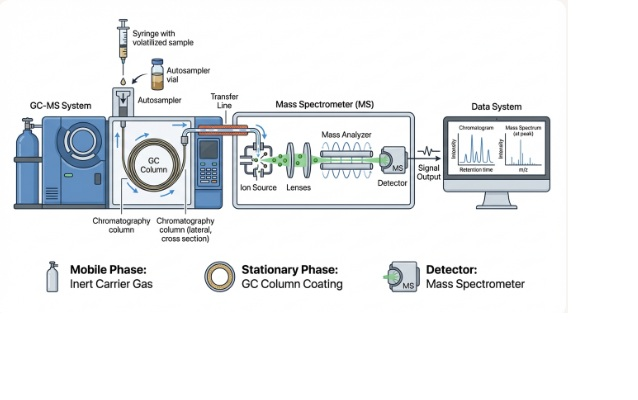 Syringe with
volatilized sample
Autosampler
vial
GC-MS System
Autosampler
Transfer
Line
Mass Spectrometer (MS)
Data System
GC
Column
Mass Analyzer
Ion Source
Lenses
MS
Detector
Signal
Output
Chromatogram
Intensity
Retention time
Mass Spectrum
(at peak)
Intensity
m/z
Chromatography
column
Chromatography
column (lateral,
cross section)
Mobile Phase:
Inert Carrier Gas
Stationary Phase:
GC Column Coating
MS
Detector:
Mass Spectrometer